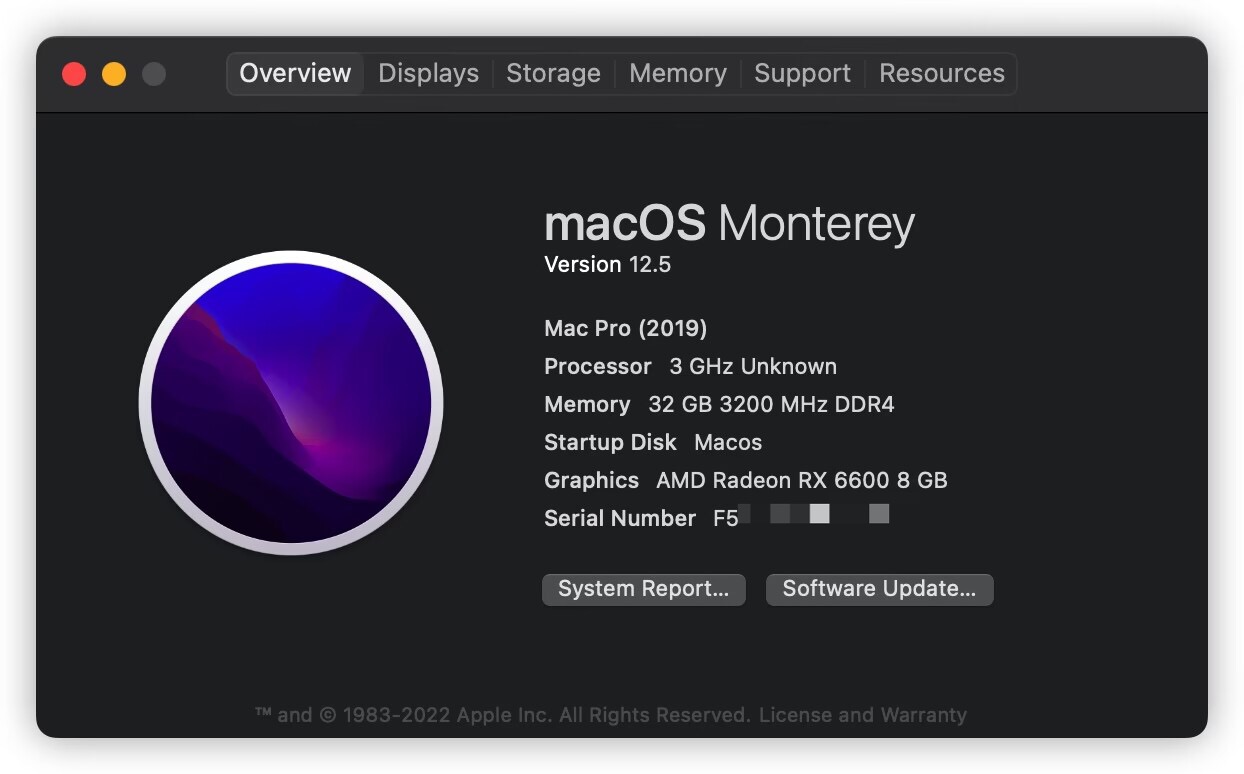 Overview Displays Storage Memory Support Resources
macOS Monterey
Version 12.5
Mac Pro (2019)
Processor 3 GHz Unknown
Memory 32 GB 3200 MHz DDR4
Startup Disk Macos
Graphics AMD Radeon RX 6600 8 GB
Serial Number F5
System Report... Software Update...
™ and © 1983-2022 Apple Inc. All Rights Reserved. License and Warranty